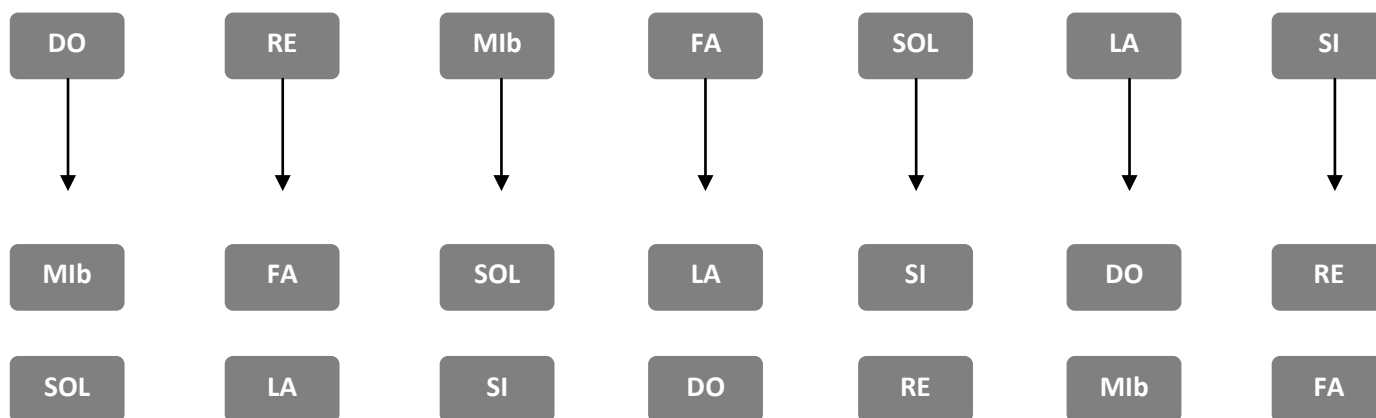 DO RE MIb FA SOL LA SI
MIb FA SOL LA SI DO RE
SOL LA SI DO RE MIb FA